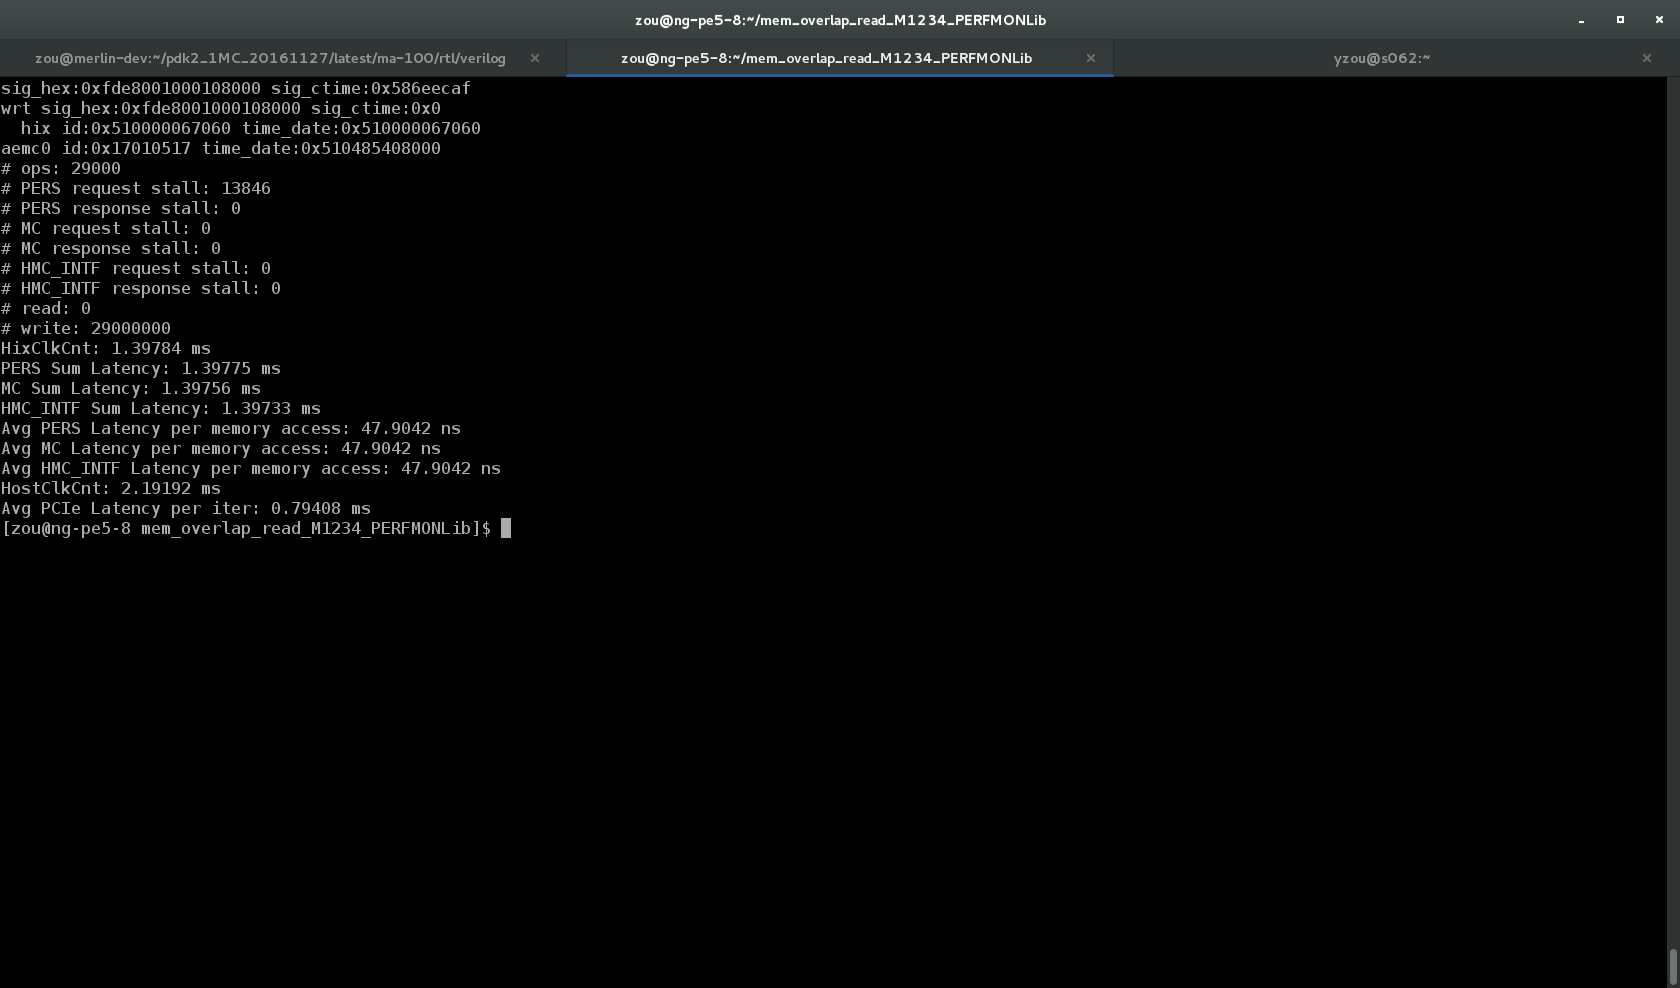 zou@ng-pe5-8:~/mem_overlap_read_M1234_PERFMONLib
zou@merlin-dev:~/pdk2_1MC_20161127/latest/ma-100/rtl/verilog
zou@ng-pe5-8:~/mem_overlap_read_M1234_PERFMONLib
yzou@s062:~
sig_hex:0xfde8001000108000 sig_ctime:0x586eecaf
wrt sig_hex:0xfde8001000108000 sig_ctime:0x0
  hix id:0x510000067060 time_date:0x510000067060
aemc0 id:0x17010517 time_date:0x510485408000
# ops: 29000
# PERS request stall: 13846
# PERS response stall: 0
# MC request stall: 0
# MC response stall: 0
# HMC_INTF request stall: 0
# HMC_INTF response stall: 0
# read: 0
# write: 29000000
HixClkCnt: 1.39784 ms
PERS Sum Latency: 1.39775 ms
MC Sum Latency: 1.39756 ms
HMC_INTF Sum Latency: 1.39733 ms
Avg PERS Latency per memory access: 47.9042 ns
Avg MC Latency per memory access: 47.9042 ns
Avg HMC_INTF Latency per memory access: 47.9042 ns
HostClkCnt: 2.19192 ms
Avg PCIe Latency per iter: 0.79408 ms
[zou@ng-pe5-8 mem_overlap_read_M1234_PERFMONLib]$